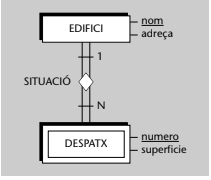 EDIFICI
nom
adreça
1
SITUACIÓ
N
DESPATX
numero
superficie